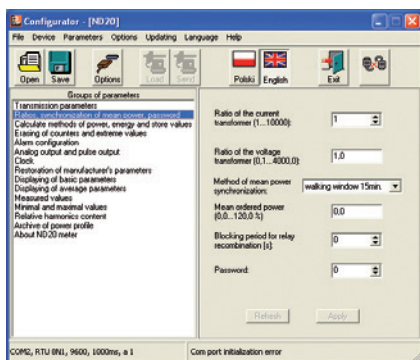 Configurator - [ND20]
File Device Parameters Options Updating Language Help
Open Save Options Load Send Polski English Exit
Groups of parameters
Transmission parameters
Ratios, synchronization of mean power, password
Calculate methods of power, energy and store values
Erasing of counters and extreme values
Alarm configuration
Analog output and pulse output
Clock
Restoration of manufacturer's parameters
Displaying of basic parameters
Displaying of average parameters
Measured values
Minimal and maximal values
Relative harmonics content
Archive of power profile
About ND20 meter
Ratio of the current
transformer (1...10000): 1
Ratio of the voltage
transformer (0,1...4000,0): 1,0
Method of mean power
synchronization: walking window 15min.
Mean ordered power
(0,0...120,0 %) 0,0
Blocking period for relay
recombination [s]: 0
Password: 0
Refresh Apply
COM2, RTU 8N1, 9600, 1000ms, a 1 Com port initialization error